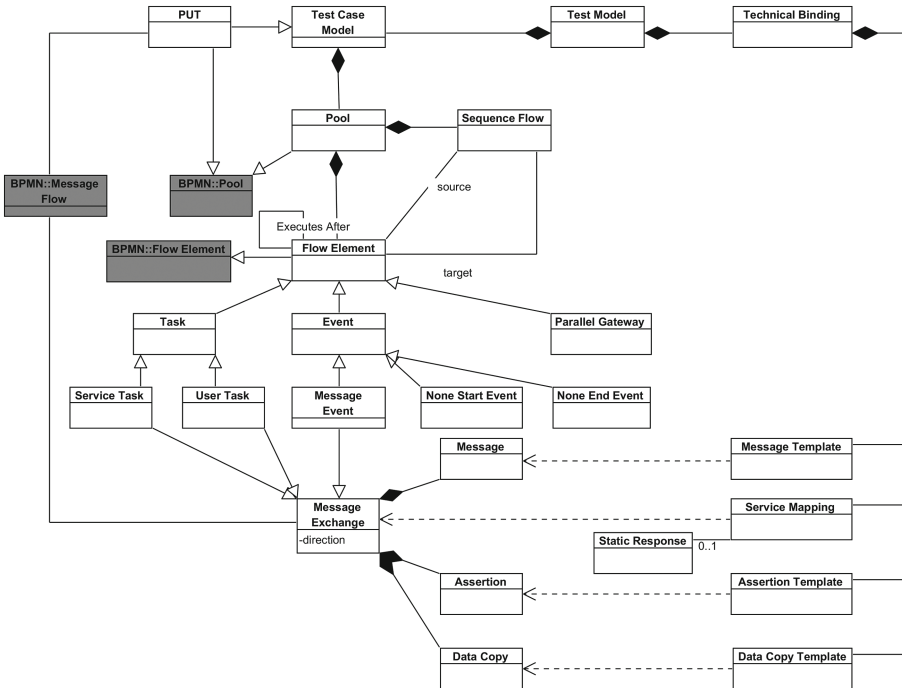 PUT
Test Case
Model
Test Model
Technical Binding
Pool
Sequence Flow
BPMN::Message
Flow
BPMN::Pool
source
Executes After
BPMN::Flow Element
Flow Element
target
Task
Event
Parallel Gateway
Service Task
User Task
Message
Event
None Start Event
None End Event
Message
Message Template
Message
Exchange
-direction
Service Mapping
Static Response
0..1
Assertion
Assertion Template
Data Copy
Data Copy Template